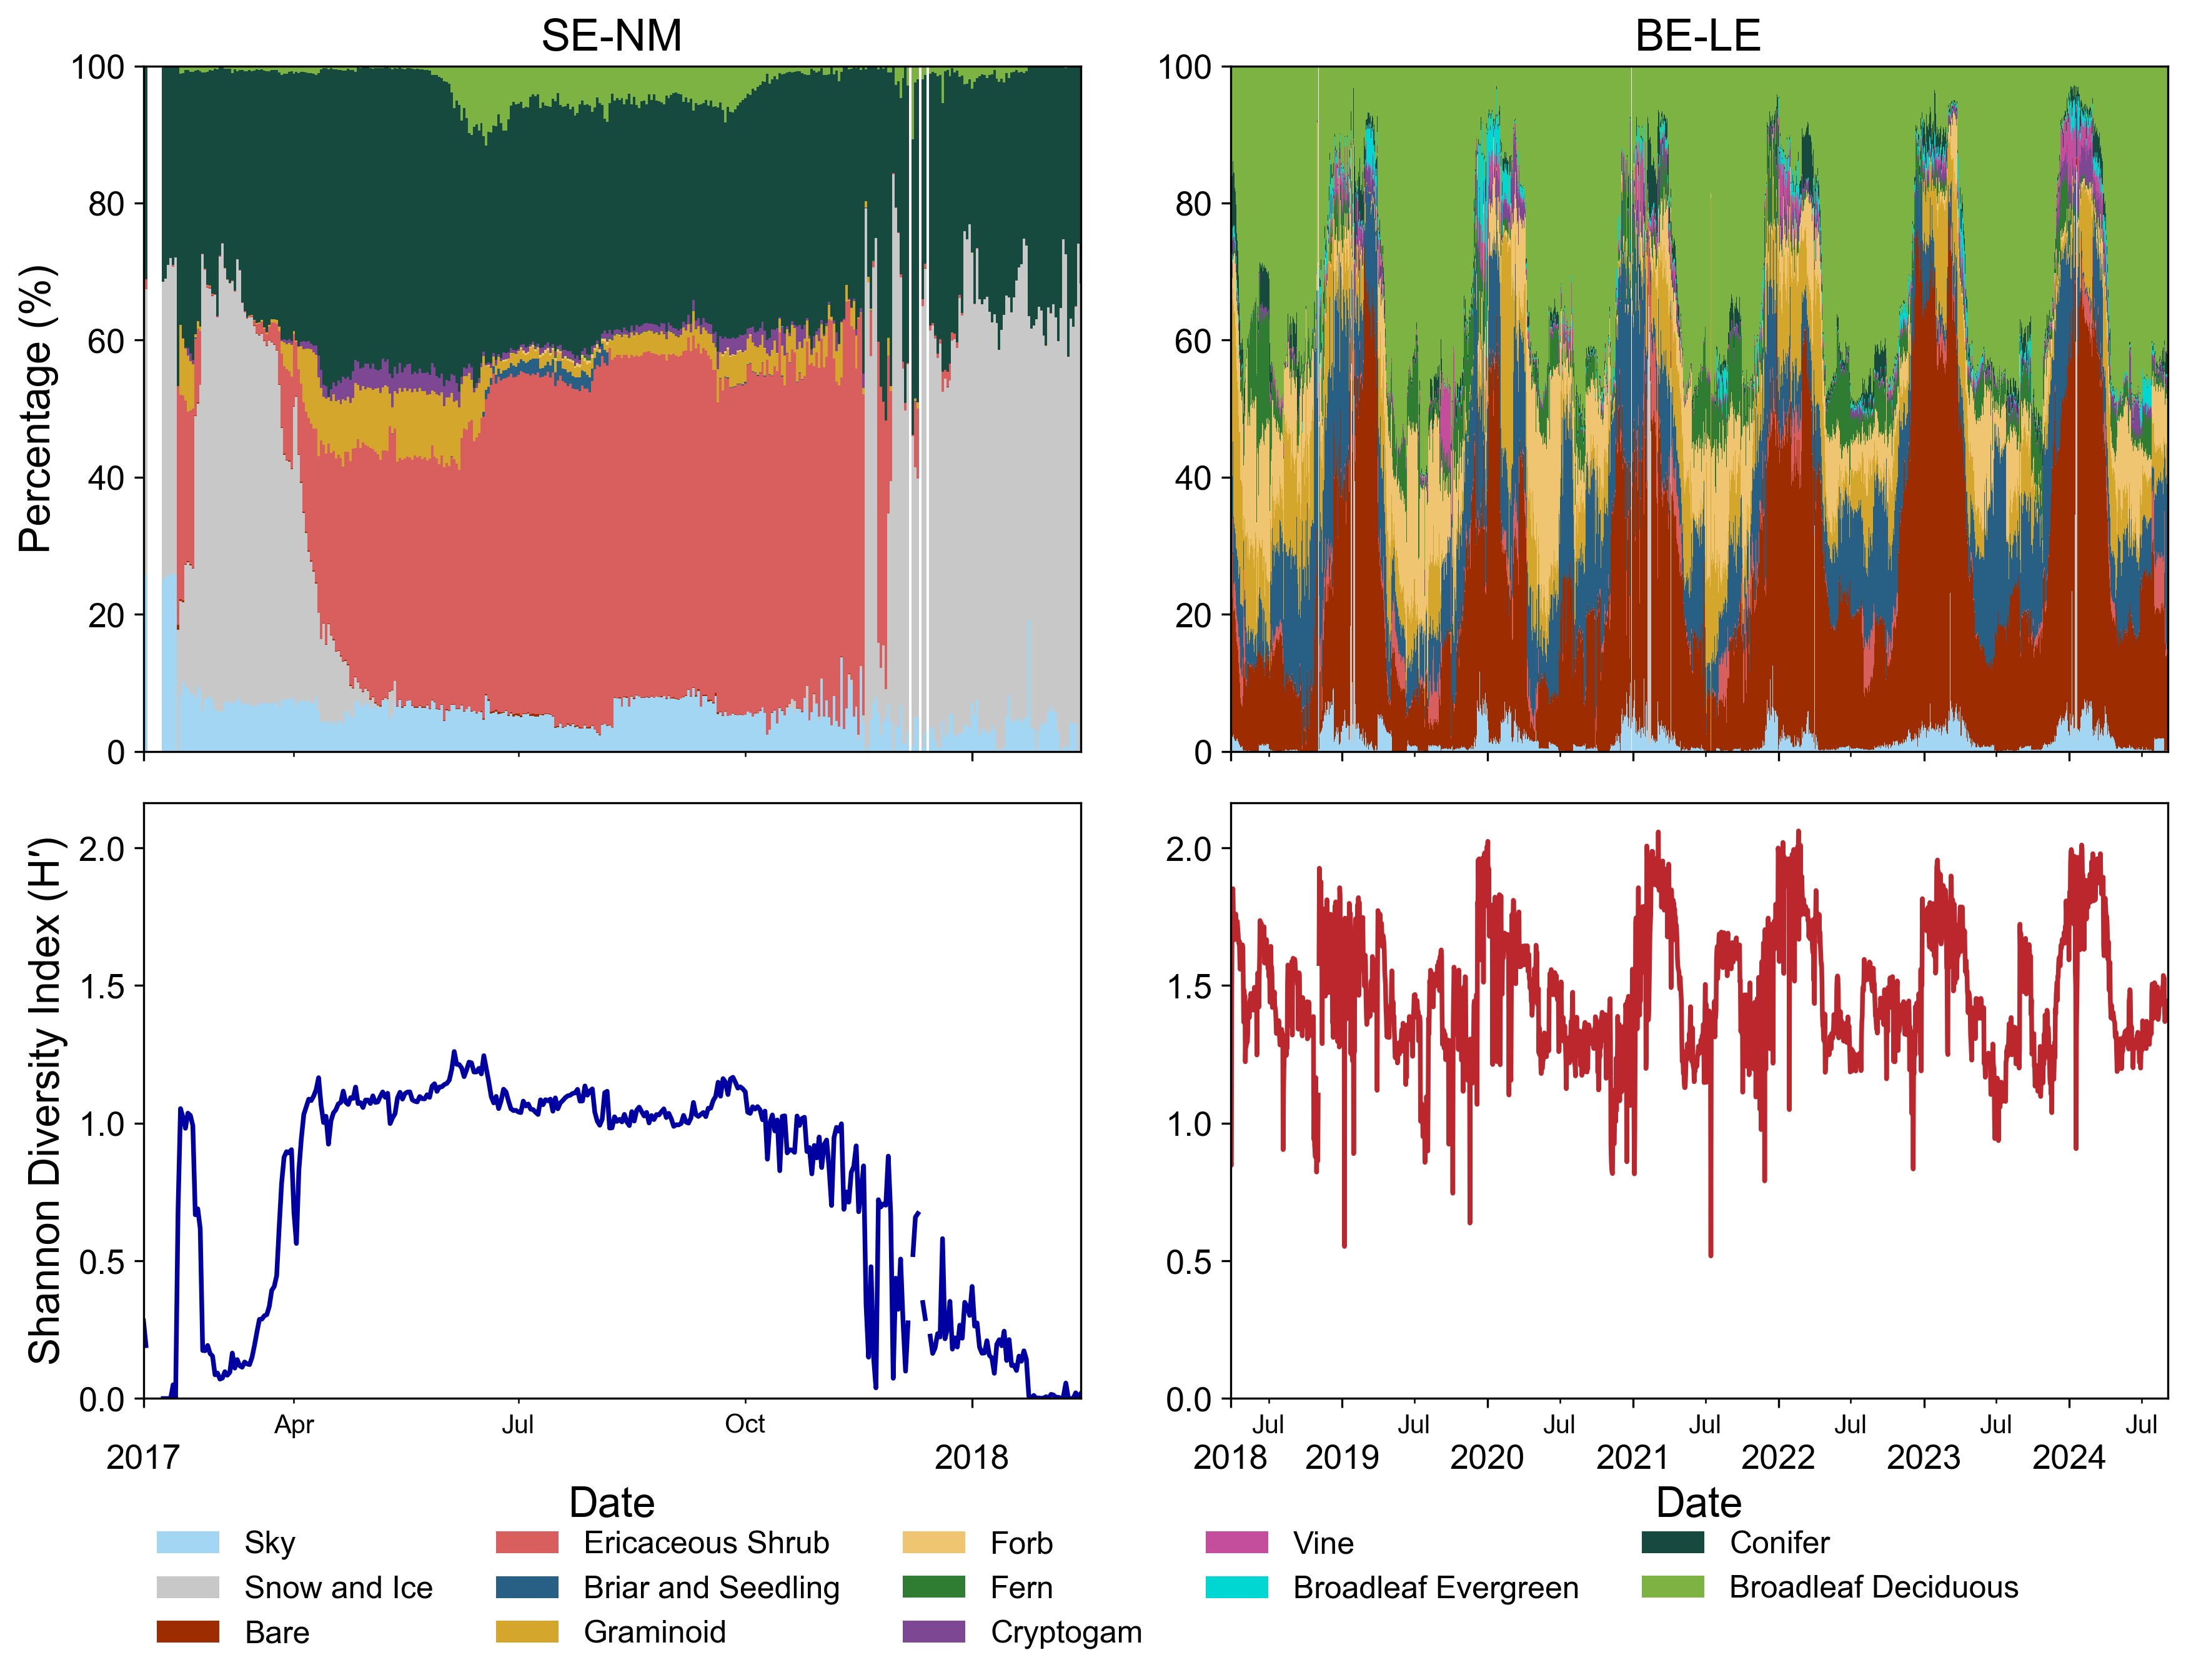 SE-NM
BE-LE
Percentage (%)
100
80
60
40
20
0
100
80
60
40
20
0
Shannon Diversity Index (H′)
2.0
1.5
1.0
0.5
0.0
2.0
1.5
1.0
0.5
0.0
Apr Jul Oct
2017 2018
Date
Jul Jul Jul Jul Jul Jul Jul
2018 2019 2020 2021 2022 2023 2024
Date
Sky
Snow and Ice
Bare
Ericaceous Shrub
Briar and Seedling
Graminoid
Forb
Fern
Cryptogam
Vine
Broadleaf Evergreen
Conifer
Broadleaf Deciduous